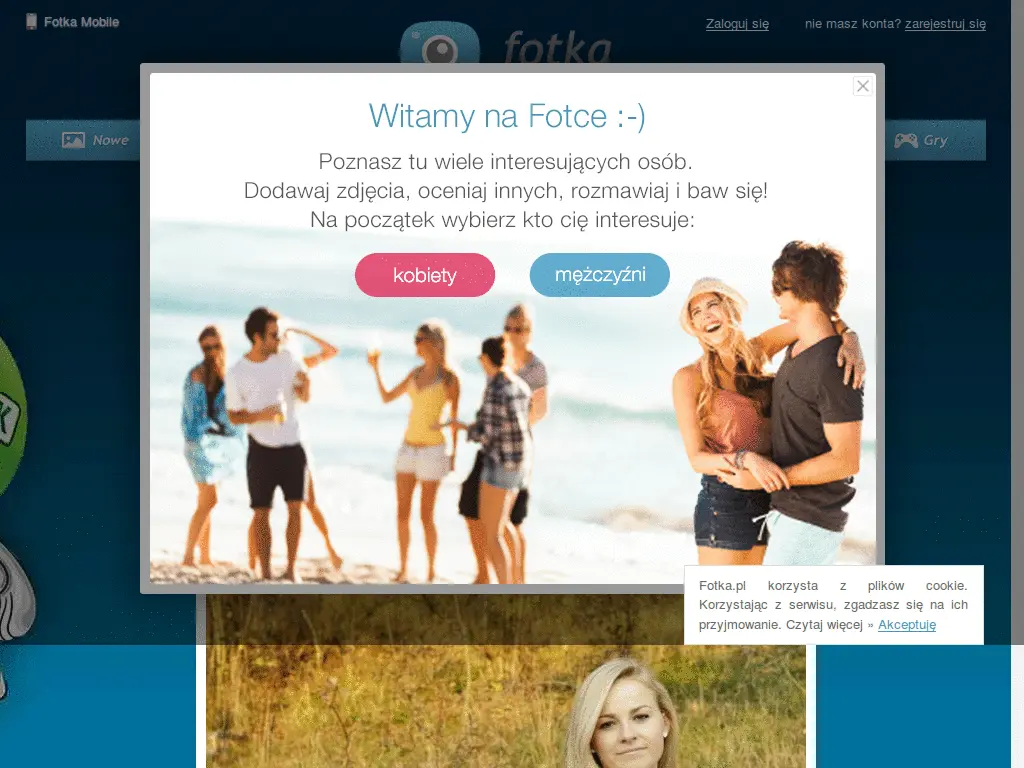 Fotka Mobile
Zaloguj się
nie masz konta? zarejestruj się
fotka
Nowe
Gry
Witamy na Fotce :-)
Poznasz tu wiele interesujących osób.
Dodawaj zdjęcia, oceniaj innych, rozmawiaj i baw się!
Na początek wybierz kto cię interesuje:
kobiety
mężczyźni
Fotka.pl korzysta z plików cookie.
Korzystając z serwisu, zgadzasz się na ich
przyjmowanie. Czytaj więcej » Akceptuję